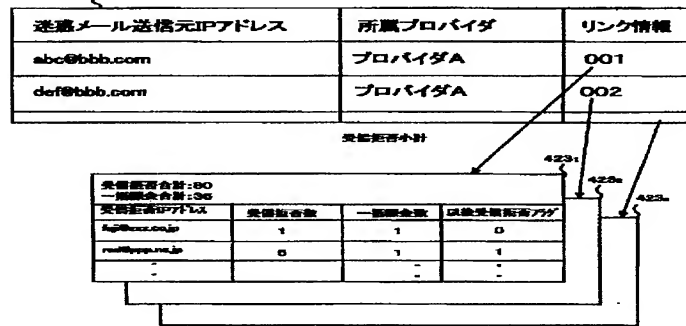 迷惑メール送信元IPアドレス 所属プロバイダ リンク情報
abc@bbb.com プロバイダA 001
def@bbb.com プロバイダA 002
受信拒否小計
423₁
423₂
423ₙ
受信拒否合計:80
一括課金合計:36
受信拒否IPアドレス 受信拒否数 一括課金数 以後受信拒否フラグ
1 1 0
5 1 1